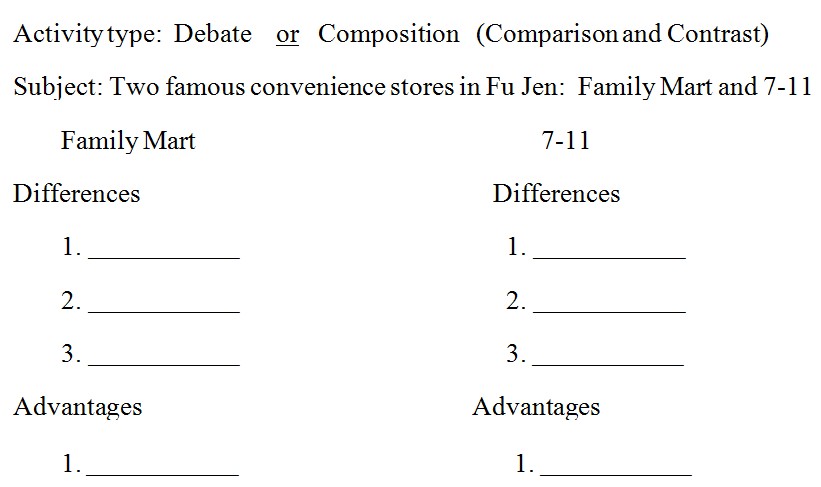 Activity type: Debate or Composition (Comparison and Contrast)
Subject: Two famous convenience stores in Fu Jen: Family Mart and 7-11
Family Mart 7-11
Differences Differences
1. ____________ 1. ____________
2. ____________ 2. ____________
3. ____________ 3. ____________
Advantages Advantages
1. ____________ 1. ____________